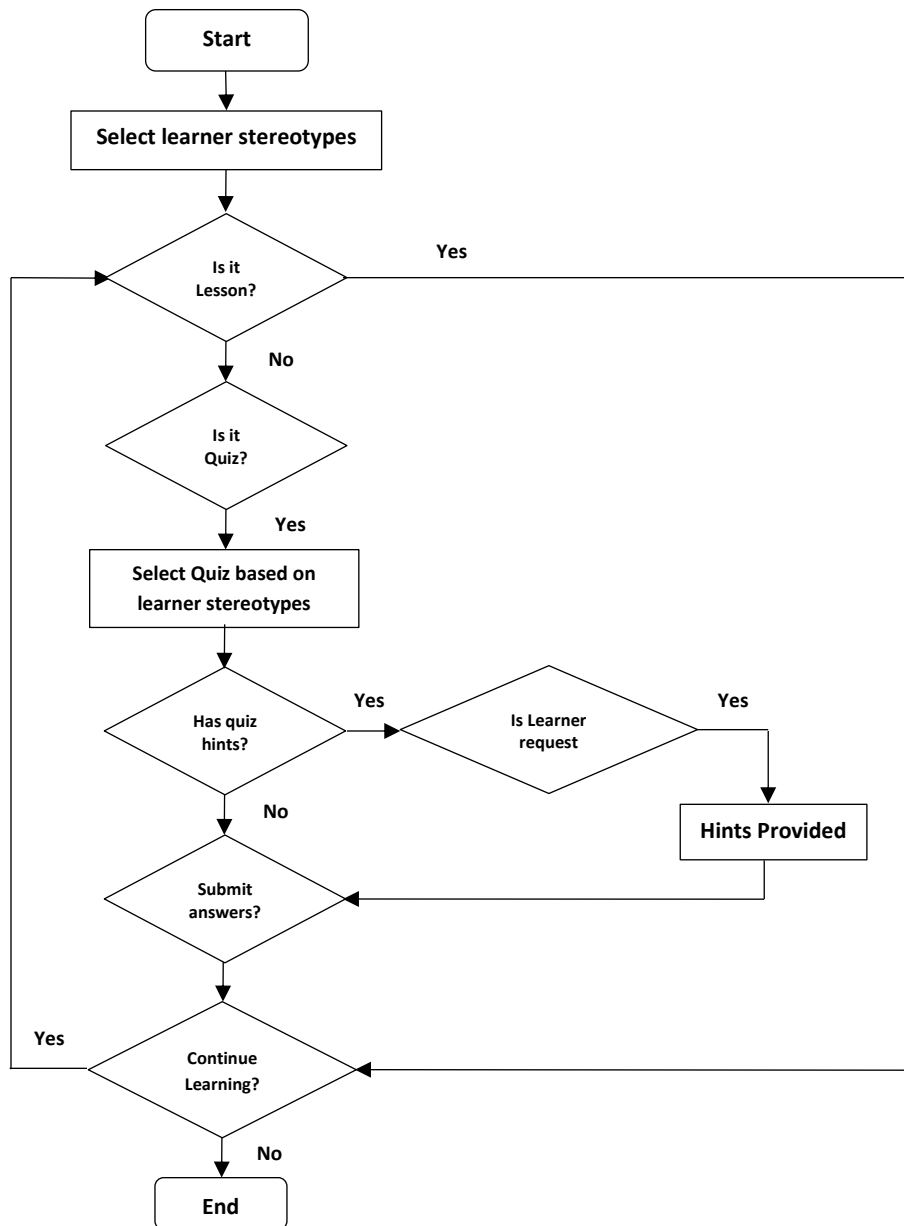 Start
Select learner stereotypes
Yes
Is it
Lesson?
No
Is it
Quiz?
Yes
Select Quiz based on
learner stereotypes
Yes
Yes
Has quiz
hints?
Is Learner
request
No
Hints Provided
Submit
answers?
Yes
Continue
Learning?
No
End